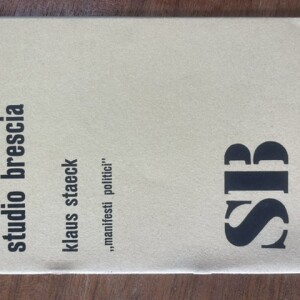 studio brescia
klaus staeck
„manifesti politici"
SB